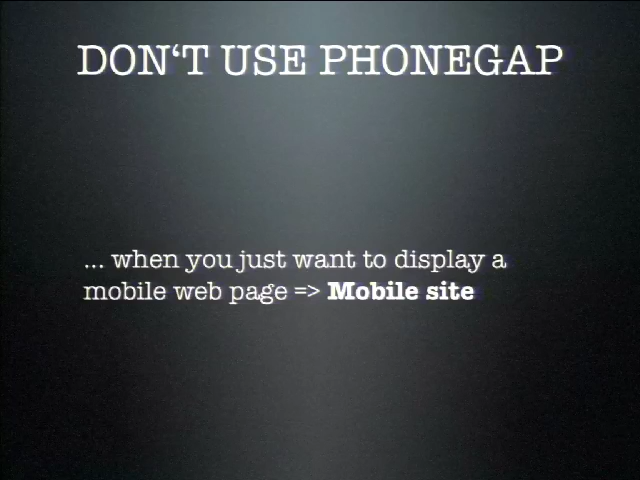 DON‘T USE PHONEGAP
... when you just want to display a
mobile web page => Mobile site